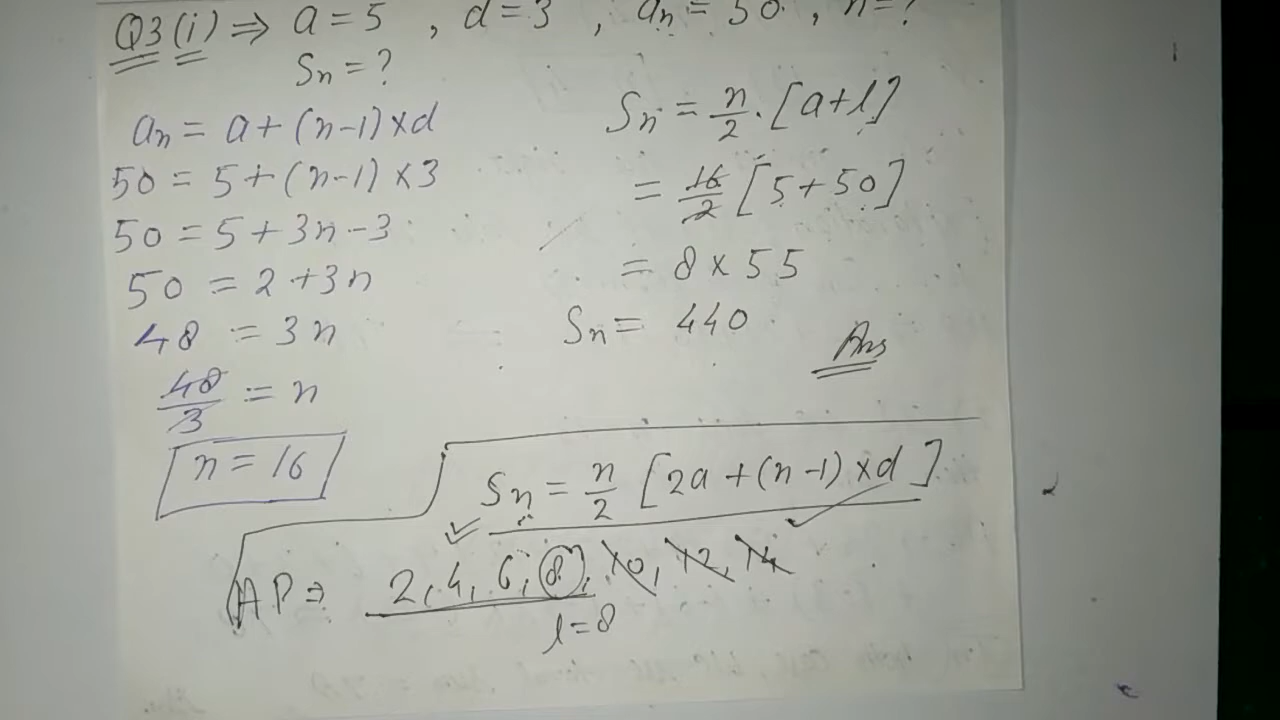 Q3(i) ⇒ a = 5 , d = 3 , an = 50 , n = ?
Sn = ?
an = a + (n-1) × d
50 = 5 + (n-1) × 3
50 = 5 + 3n - 3
50 = 2 + 3n
48 = 3n
48/3 = n
n = 16
Sn = n/2 . [a + l]
= 16/2 [5 + 50]
= 8 × 55
Sn = 440
Ans
Sn = n/2 [2a + (n-1) × d]
AP ⇒ 2, 4, 6, 8, 10, 12, 14
l = 8